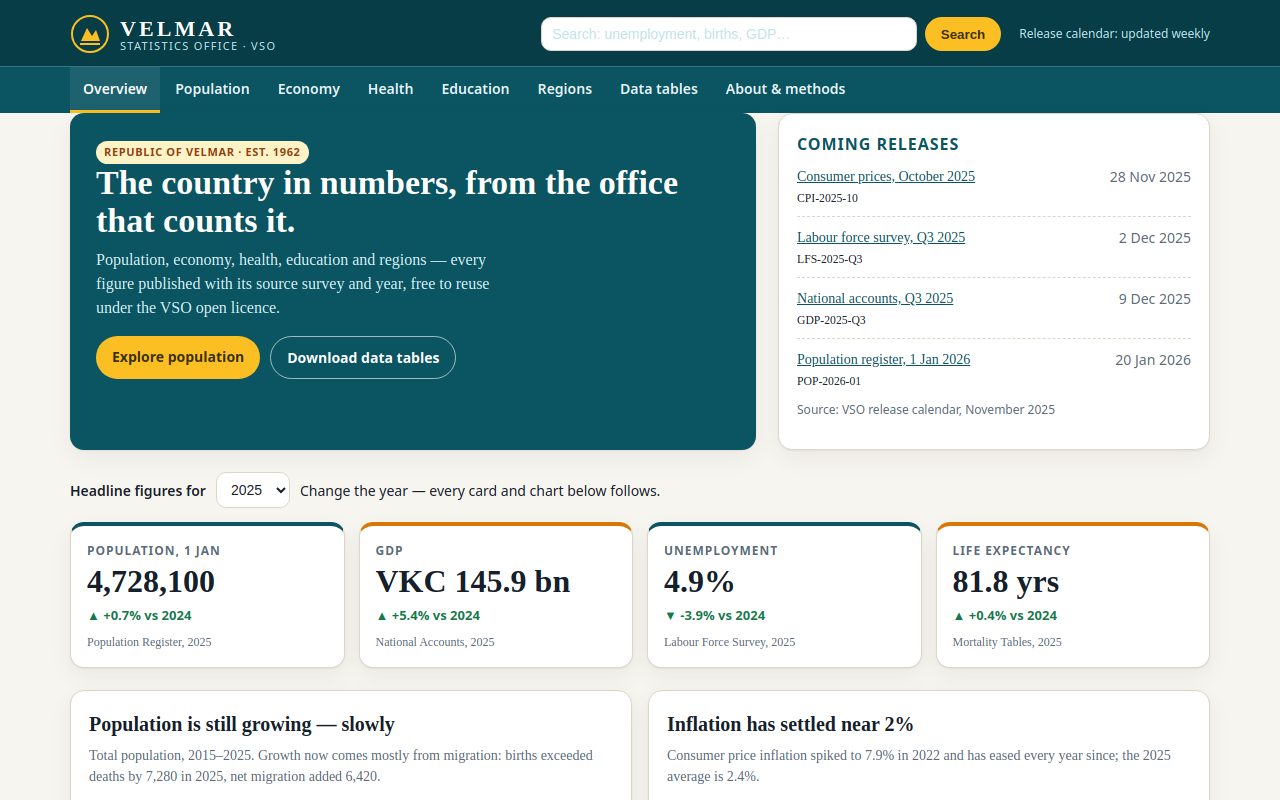 VELMAR
STATISTICS OFFICE · VSO
Search: unemployment, births, GDP…
Search
Release calendar: updated weekly
Overview
Population
Economy
Health
Education
Regions
Data tables
About & methods
REPUBLIC OF VELMAR · EST. 1962
The country in numbers, from the office
that counts it.
Population, economy, health, education and regions — every
figure published with its source survey and year, free to reuse
under the VSO open licence.
Explore population
Download data tables
COMING RELEASES
Consumer prices, October 2025
28 Nov 2025
CPI-2025-10
Labour force survey, Q3 2025
2 Dec 2025
LFS-2025-Q3
National accounts, Q3 2025
9 Dec 2025
GDP-2025-Q3
Population register, 1 Jan 2026
20 Jan 2026
POP-2026-01
Source: VSO release calendar, November 2025
Headline figures for
2025
Change the year — every card and chart below follows.
POPULATION, 1 JAN
4,728,100
▲ +0.7% vs 2024
Population Register, 2025
GDP
VKC 145.9 bn
▲ +5.4% vs 2024
National Accounts, 2025
UNEMPLOYMENT
4.9%
▼ -3.9% vs 2024
Labour Force Survey, 2025
LIFE EXPECTANCY
81.8 yrs
▲ +0.4% vs 2024
Mortality Tables, 2025
Population is still growing — slowly
Total population, 2015–2025. Growth now comes mostly from migration: births exceeded
deaths by 7,280 in 2025, net migration added 6,420.
Inflation has settled near 2%
Consumer price inflation spiked to 7.9% in 2022 and has eased every year since; the 2025
average is 2.4%.